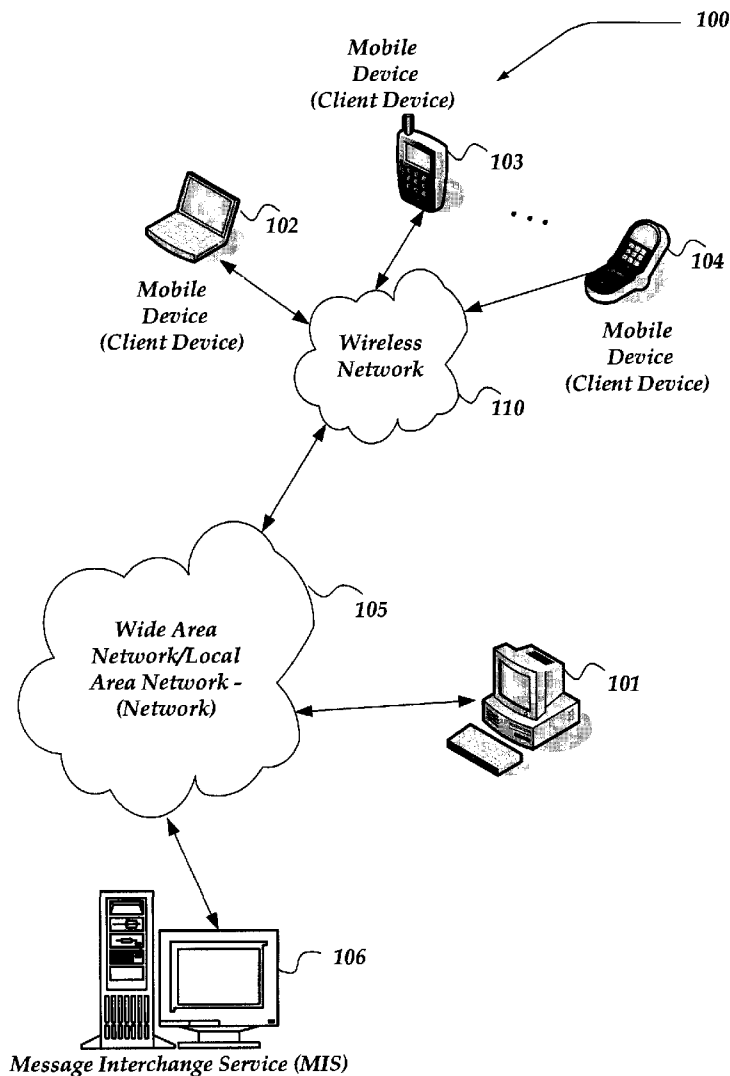 100
Mobile
Device
(Client Device)
103
102
...
104
Mobile
Device
(Client Device)
Wireless
Network
Mobile
Device
(Client Device)
110
105
Wide Area
Network/Local
Area Network -
(Network)
101
106
Message Interchange Service (MIS)